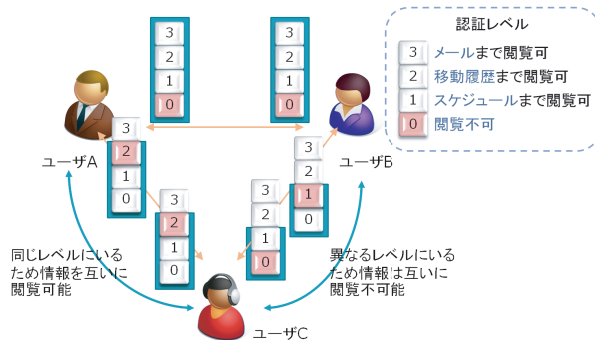 認証レベル
3 メールまで閲覧可
2 移動履歴まで閲覧可
1 スケジュールまで閲覧可
0 閲覧不可
3
2
1
0
3
2
1
0
ユーザA
ユーザB
3
2
1
0
3
2
1
0
3
2
1
0
3
2
1
0
同じレベルにいる
ため情報を互いに
閲覧可能
異なるレベルにいる
ため情報は互いに
閲覧不可能
ユーザC